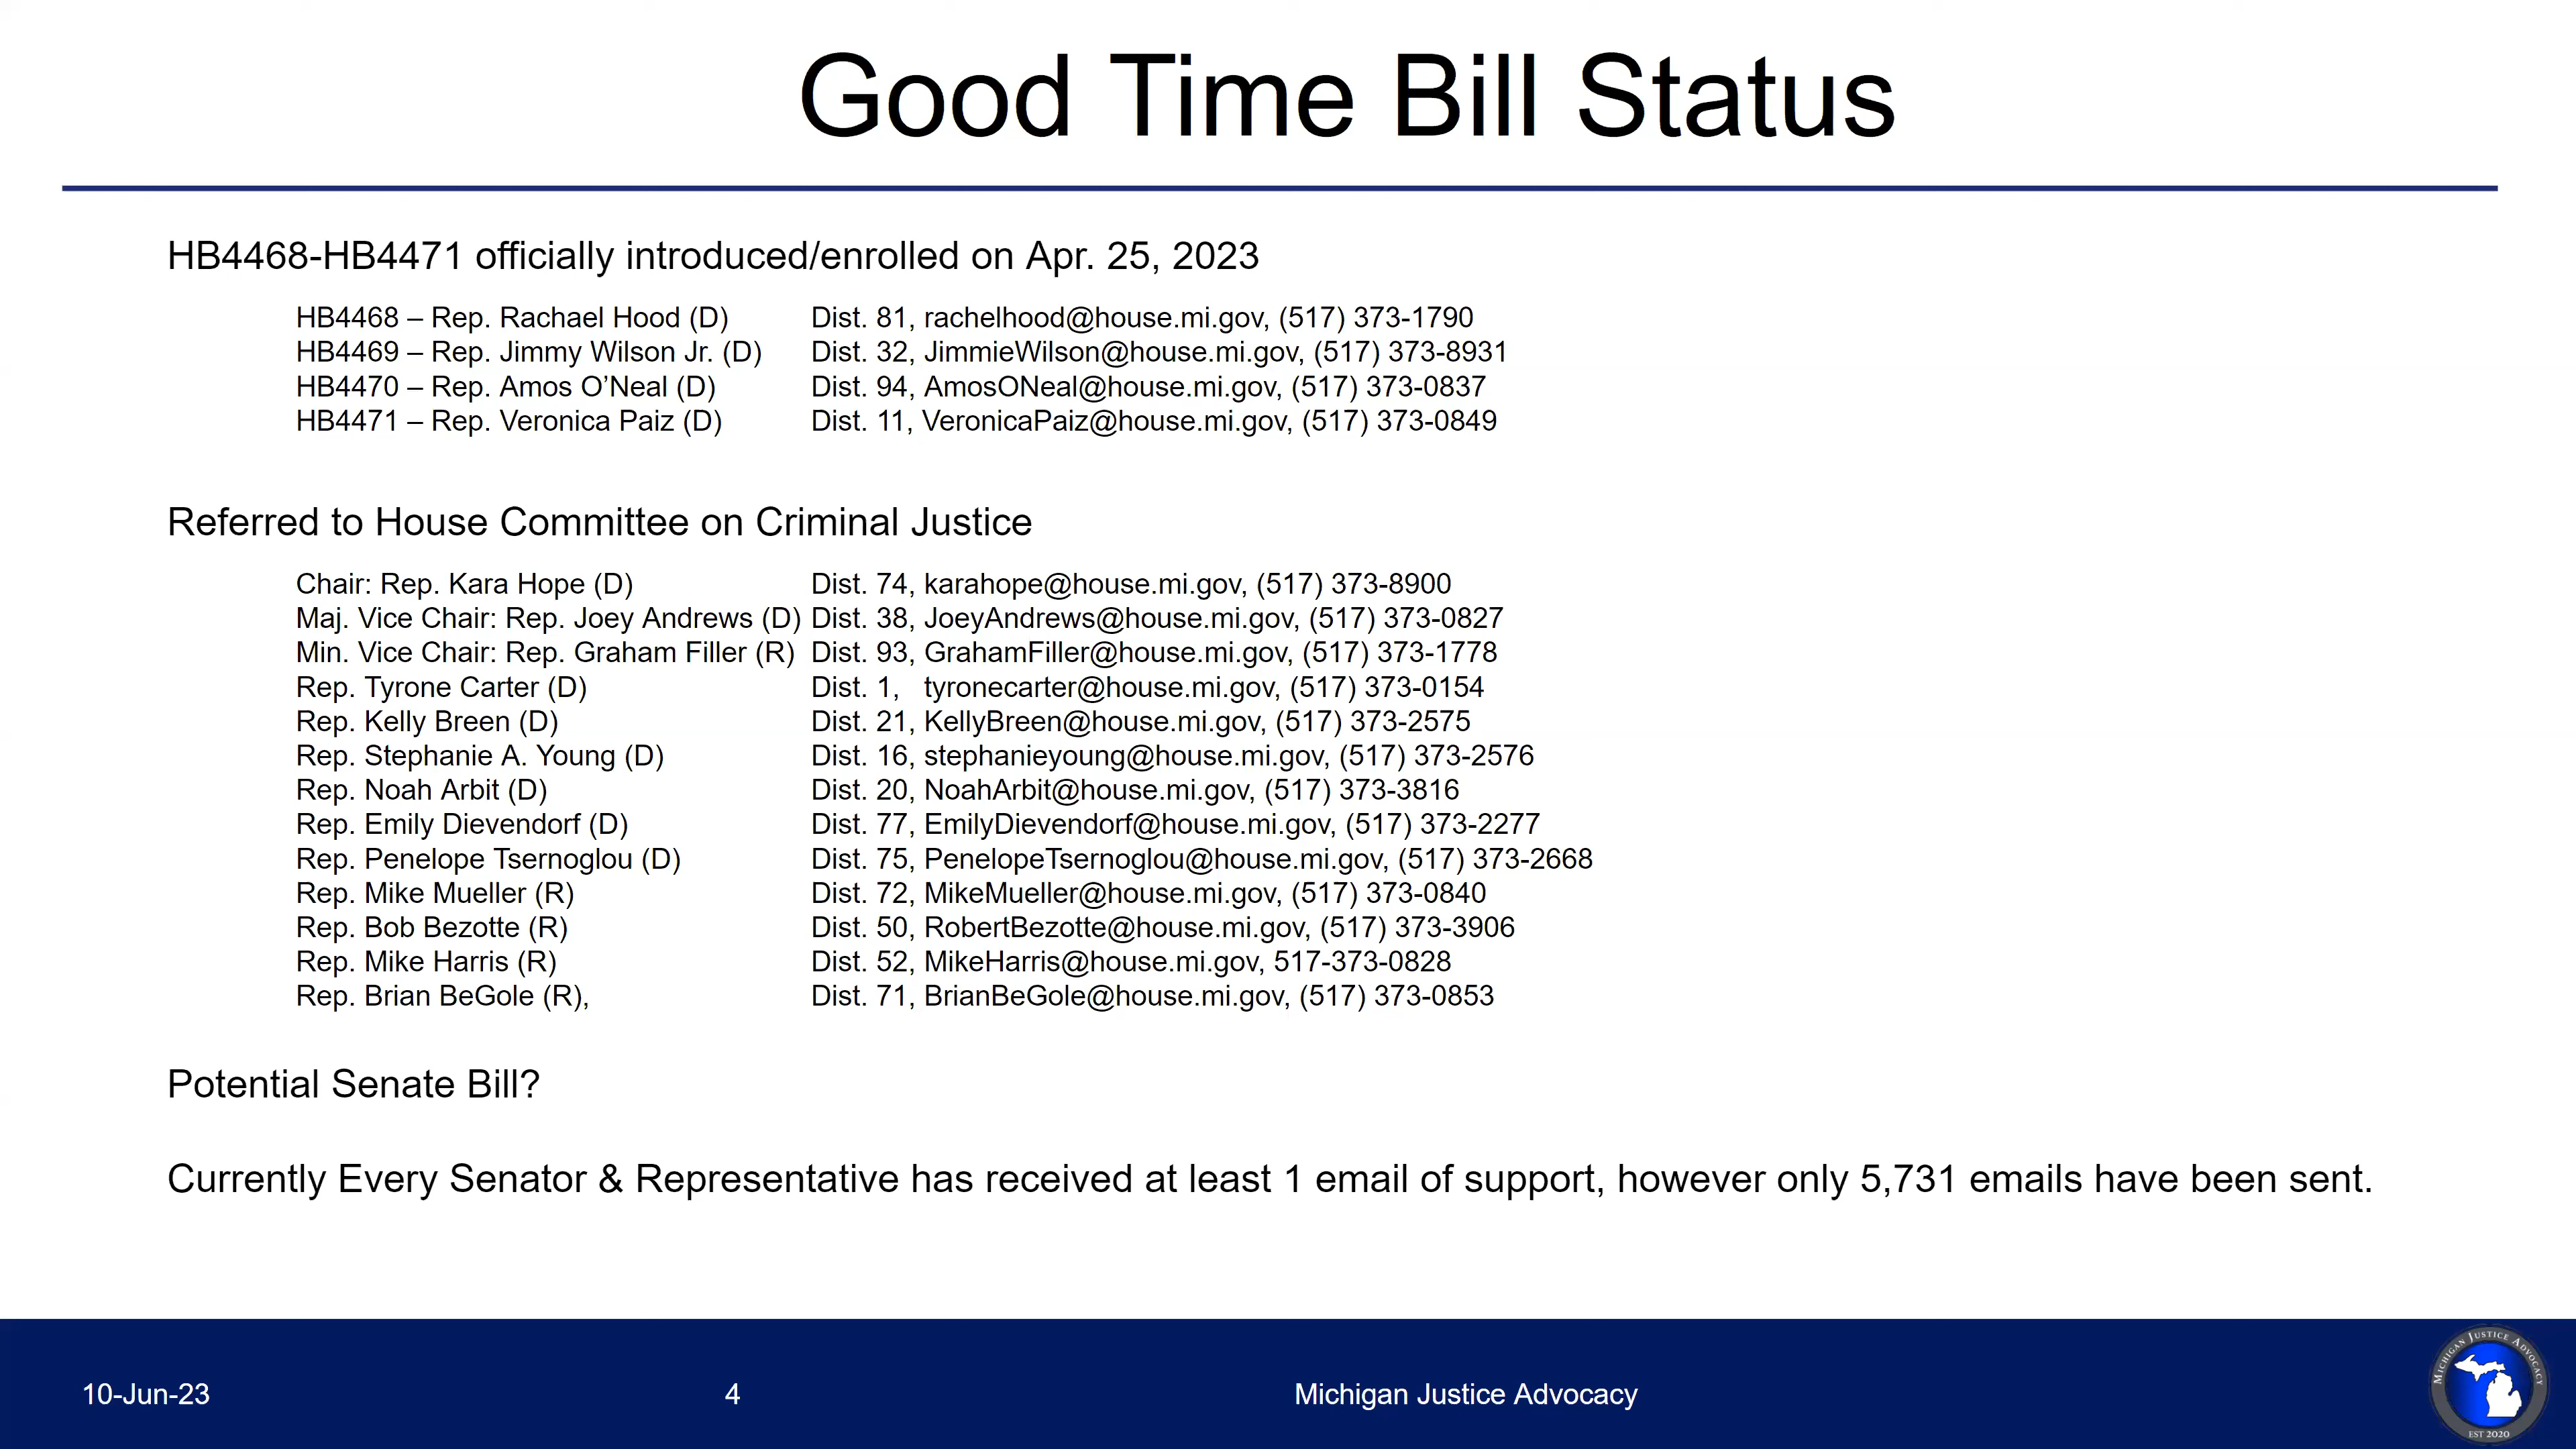 Good Time Bill Status
HB4468-HB4471 officially introduced/enrolled on Apr. 25, 2023
HB4468 – Rep. Rachael Hood (D) Dist. 81, rachelhood@house.mi.gov, (517) 373-1790
HB4469 – Rep. Jimmy Wilson Jr. (D) Dist. 32, JimmieWilson@house.mi.gov, (517) 373-8931
HB4470 – Rep. Amos O’Neal (D) Dist. 94, AmosONeal@house.mi.gov, (517) 373-0837
HB4471 – Rep. Veronica Paiz (D) Dist. 11, VeronicaPaiz@house.mi.gov, (517) 373-0849
Referred to House Committee on Criminal Justice
Chair: Rep. Kara Hope (D) Dist. 74, karahope@house.mi.gov, (517) 373-8900
Maj. Vice Chair: Rep. Joey Andrews (D) Dist. 38, JoeyAndrews@house.mi.gov, (517) 373-0827
Min. Vice Chair: Rep. Graham Filler (R) Dist. 93, GrahamFiller@house.mi.gov, (517) 373-1778
Rep. Tyrone Carter (D) Dist. 1, tyronecarter@house.mi.gov, (517) 373-0154
Rep. Kelly Breen (D) Dist. 21, KellyBreen@house.mi.gov, (517) 373-2575
Rep. Stephanie A. Young (D) Dist. 16, stephanieyoung@house.mi.gov, (517) 373-2576
Rep. Noah Arbit (D) Dist. 20, NoahArbit@house.mi.gov, (517) 373-3816
Rep. Emily Dievendorf (D) Dist. 77, EmilyDievendorf@house.mi.gov, (517) 373-2277
Rep. Penelope Tsernoglou (D) Dist. 75, PenelopeTsernoglou@house.mi.gov, (517) 373-2668
Rep. Mike Mueller (R) Dist. 72, MikeMueller@house.mi.gov, (517) 373-0840
Rep. Bob Bezotte (R) Dist. 50, RobertBezotte@house.mi.gov, (517) 373-3906
Rep. Mike Harris (R) Dist. 52, MikeHarris@house.mi.gov, 517-373-0828
Rep. Brian BeGole (R), Dist. 71, BrianBeGole@house.mi.gov, (517) 373-0853
Potential Senate Bill?
Currently Every Senator & Representative has received at least 1 email of support, however only 5,731 emails have been sent.
10-Jun-23 4 Michigan Justice Advocacy
MICHIGAN JUSTICE ADVOCACY
EST 2020